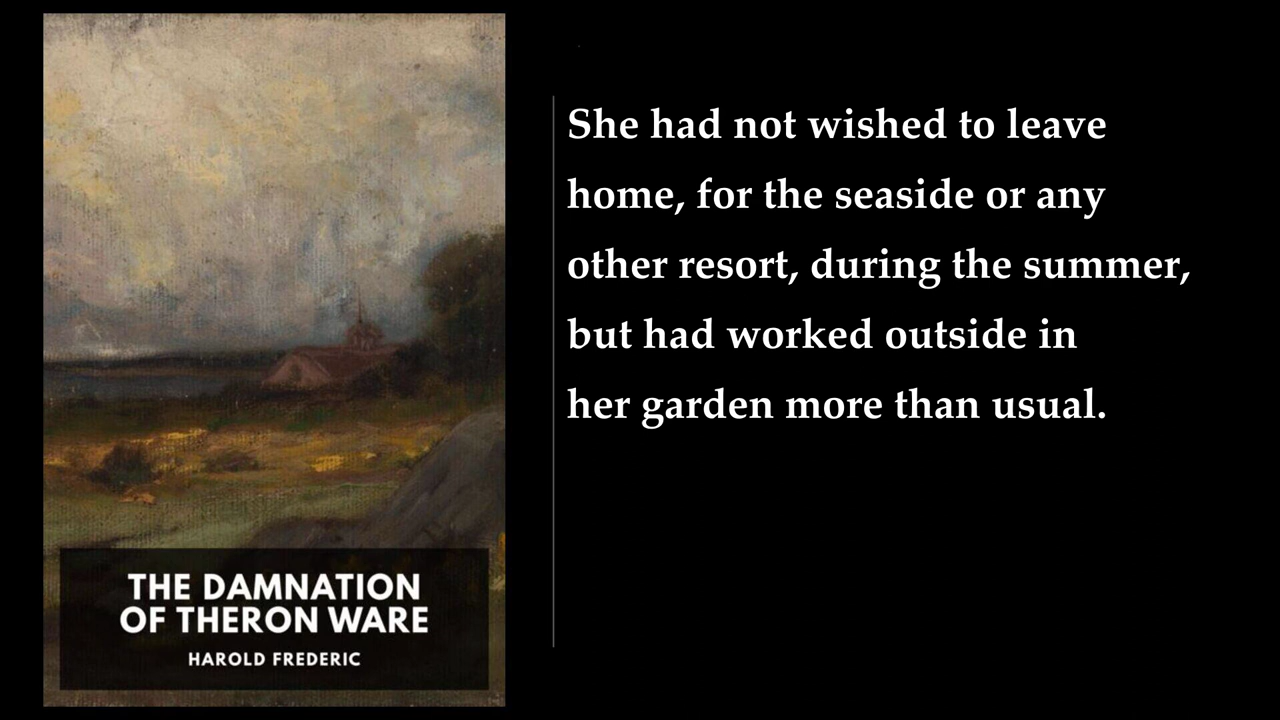 She had not wished to leave
home, for the seaside or any
other resort, during the summer,
but had worked outside in
her garden more than usual.
THE DAMNATION
OF THERON WARE
HAROLD FREDERIC